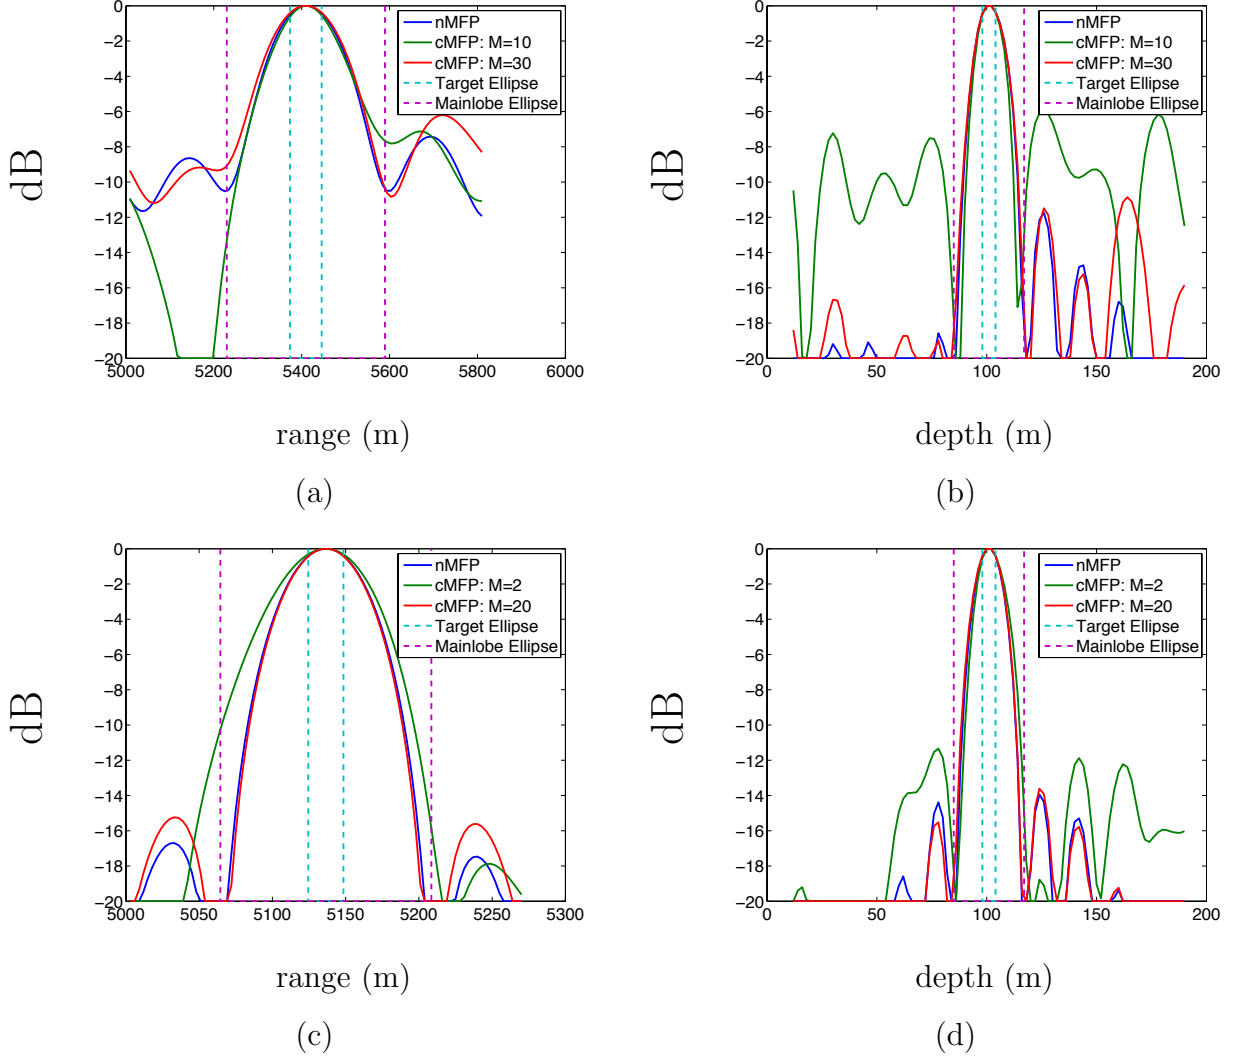 0
−2
−4
−6
−8
−10
−12
−14
−16
−18
−20
5000
5200
5400
5600
5800
6000
dB
range (m)
nMFP
cMFP: M=10
cMFP: M=30
Target Ellipse
Mainlobe Ellipse
(a)
0
−2
−4
−6
−8
−10
−12
−14
−16
−18
−20
0
50
100
150
200
dB
depth (m)
nMFP
cMFP: M=10
cMFP: M=30
Target Ellipse
Mainlobe Ellipse
(b)
0
−2
−4
−6
−8
−10
−12
−14
−16
−18
−20
5000
5050
5100
5150
5200
5250
5300
dB
range (m)
nMFP
cMFP: M=2
cMFP: M=20
Target Ellipse
Mainlobe Ellipse
(c)
0
−2
−4
−6
−8
−10
−12
−14
−16
−18
−20
0
50
100
150
200
dB
depth (m)
nMFP
cMFP: M=2
cMFP: M=20
Target Ellipse
Mainlobe Ellipse
(d)